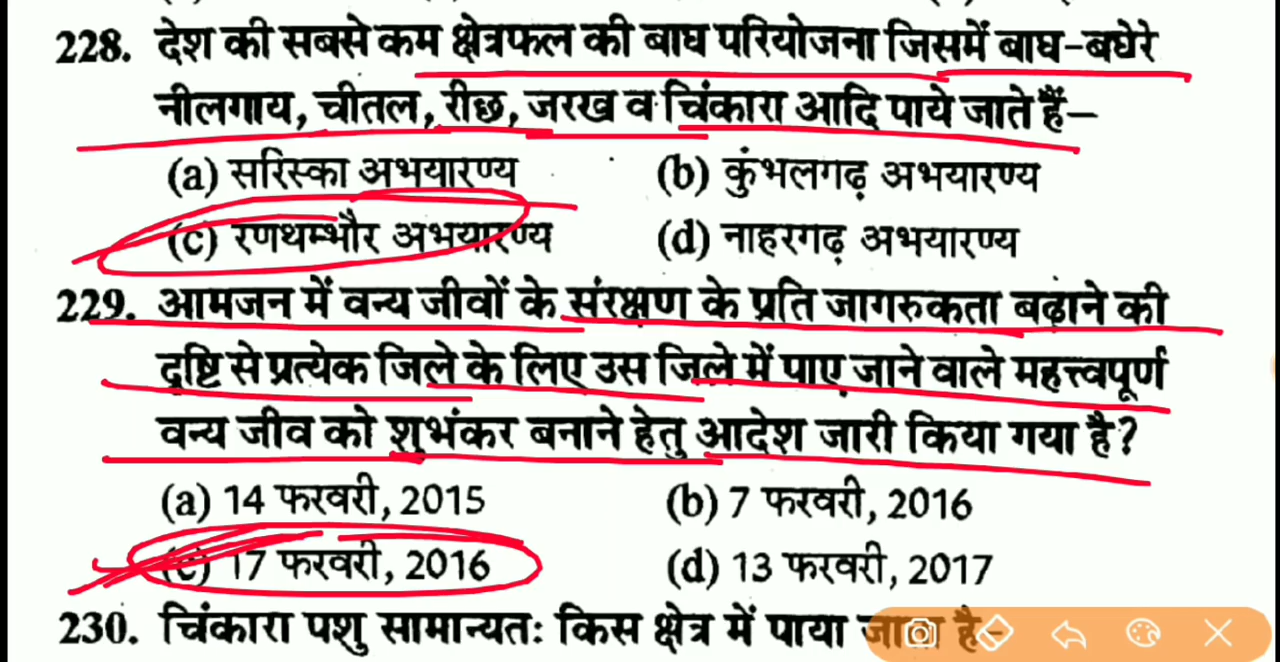 228. देश की सबसे कम क्षेत्रफल की बाघ परियोजना जिसमें बाघ-बघेरे
नीलगाय, चीतल, रीछ, जरख व चिंकारा आदि पाये जाते हैं–
(a) सरिस्का अभयारण्य (b) कुंभलगढ़ अभयारण्य
(c) रणथम्भौर अभयारण्य (d) नाहरगढ़ अभयारण्य
229. आमजन में वन्य जीवों के संरक्षण के प्रति जागरुकता बढ़ाने की
दृष्टि से प्रत्येक जिले के लिए उस जिले में पाए जाने वाले महत्त्वपूर्ण
वन्य जीव को शुभंकर बनाने हेतु आदेश जारी किया गया है?
(a) 14 फरवरी, 2015 (b) 7 फरवरी, 2016
(c) 17 फरवरी, 2016 (d) 13 फरवरी, 2017
230. चिंकारा पशु सामान्यतः किस क्षेत्र में पाया जाता है–